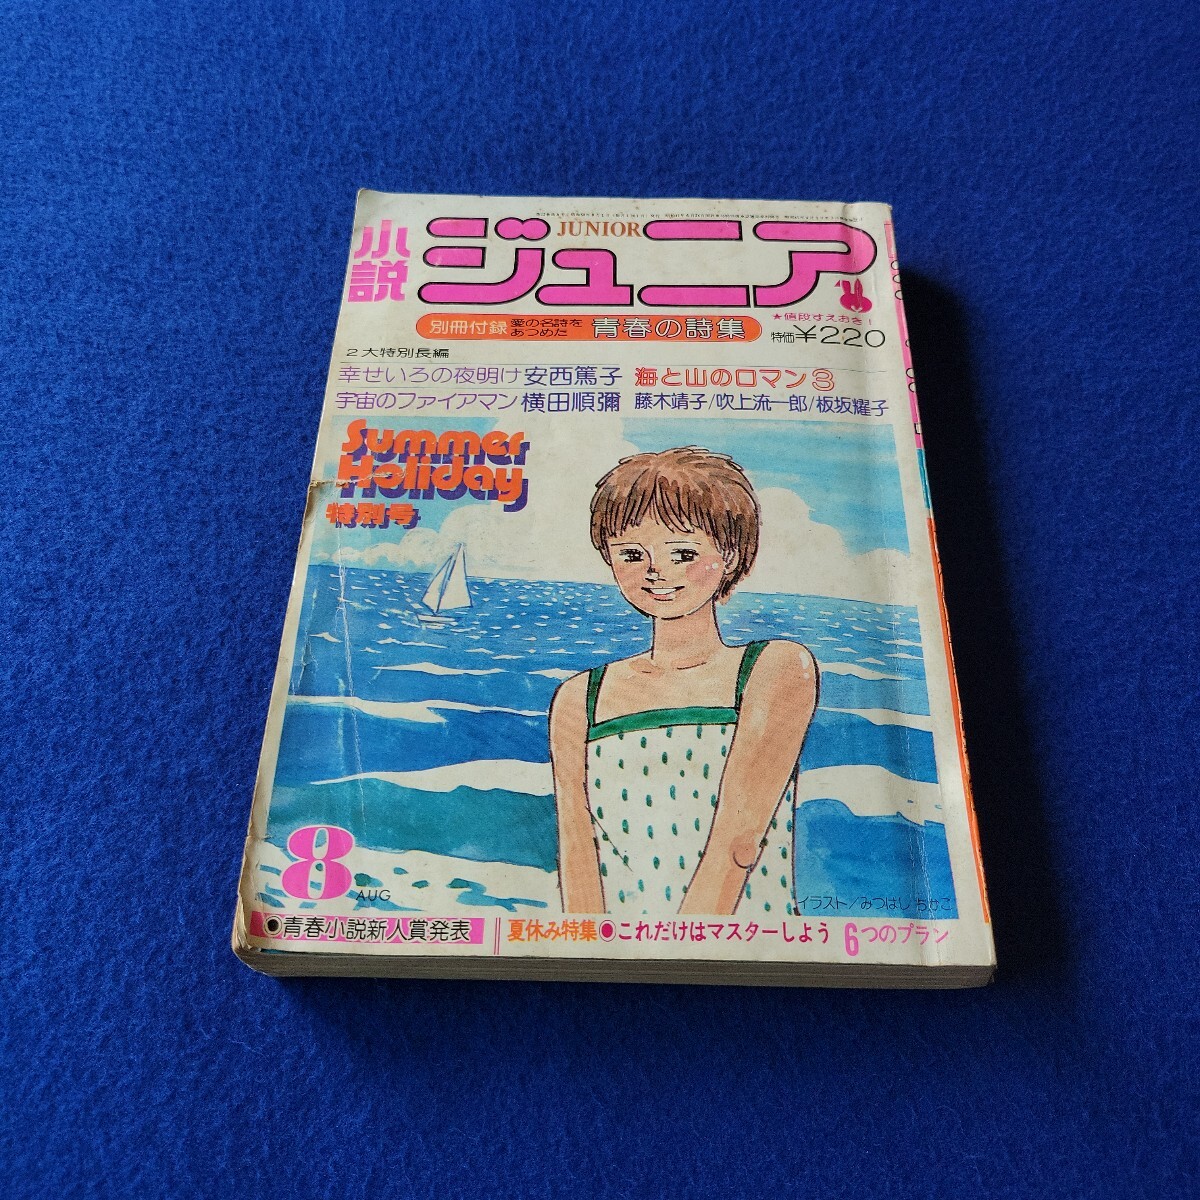 小説
ジュニア
JUNIOR
別冊付録 愛の名詩をあつめた 青春の詩集
★値段すえおき!
特価¥220
2大特別長編
幸せいろの夜明け 安西篤子
宇宙のファイアマン 横田順彌
海と山のロマン3
藤木靖子/吹上流一郎/板坂耀子
Summer
Holiday
特別号
8
AUG
イラスト/みつはしちかこ
●青春小説新人賞発表
夏休み特集●これだけはマスターしよう 6つのプラン